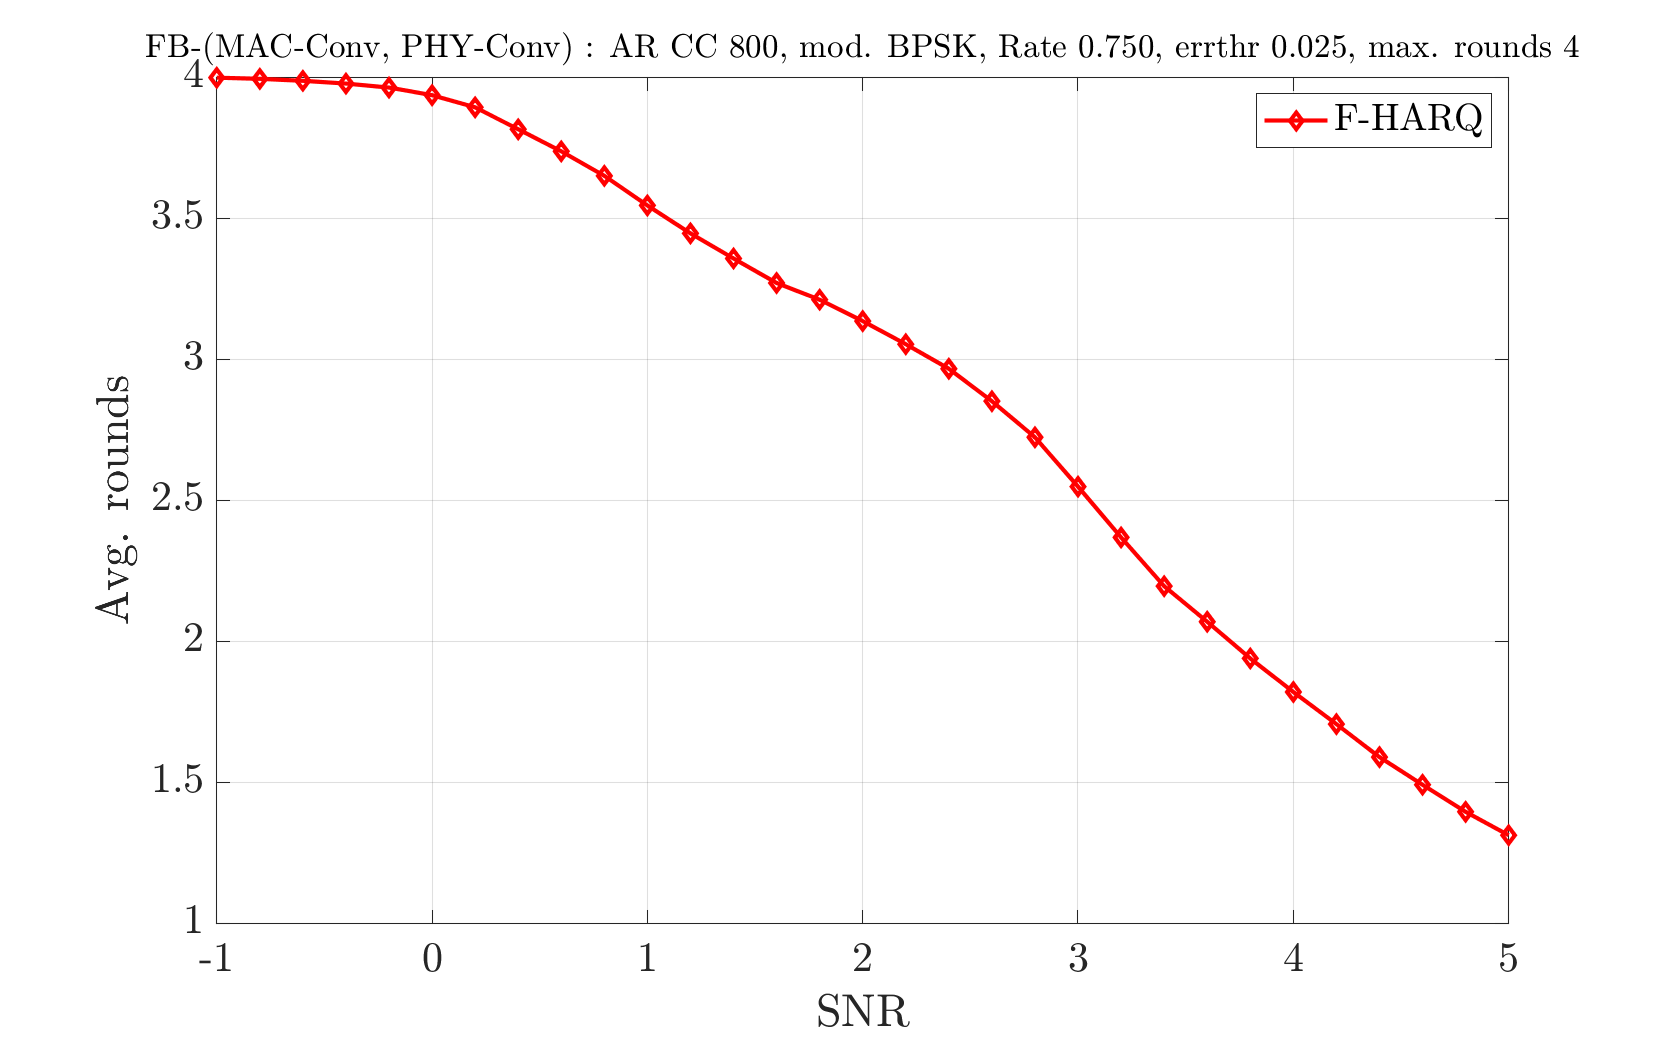 FB-(MAC-Conv, PHY-Conv) : AR CC 800, mod. BPSK, Rate 0.750, errthr 0.025, max. rounds 4
F-HARQ
4
3.5
3
2.5
2
1.5
1
Avg. rounds
-1 0 1 2 3 4 5
SNR